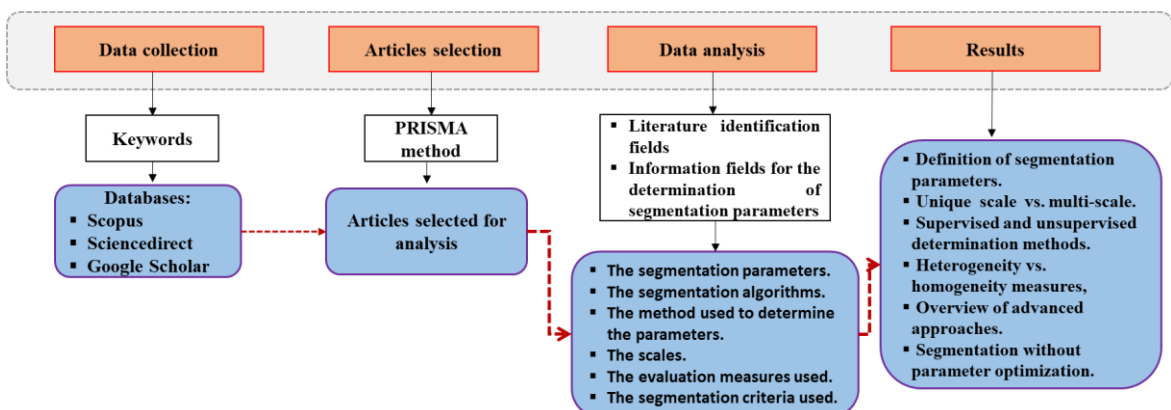 Data collection
Articles selection
Data analysis
Results
Keywords
PRISMA
method
▪ Literature identification
fields
▪ Information fields for the
determination of
segmentation parameters
Databases:
▪ Scopus
▪ Sciencedirect
▪ Google Scholar
Articles selected for
analysis
▪ The segmentation parameters.
▪ The segmentation algorithms.
▪ The method used to determine
the parameters.
▪ The scales.
▪ The evaluation measures used.
▪ The segmentation criteria used.
▪ Definition of segmentation
parameters.
▪ Unique scale vs. multi-scale.
▪ Supervised and unsupervised
determination methods.
▪ Heterogeneity vs.
homogeneity measures,
▪ Overview of advanced
approaches.
▪ Segmentation without
parameter optimization.